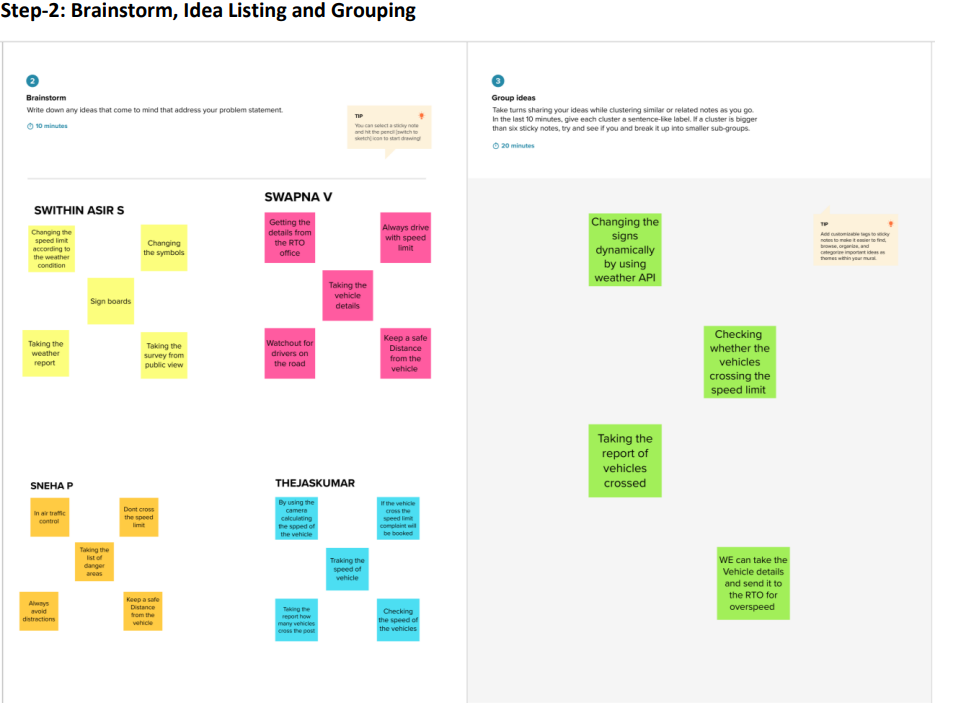 Step-2: Brainstorm, Idea Listing and Grouping
2
Brainstorm
Write down any ideas that come to mind that address your problem statement.
10 minutes
TIP
You can select a sticky note
and hit the pencil [switch to
sketch] icon to start drawing!
SWITHIN ASIR S
Changing the
speed limit
according to
the weather
condition
Changing
the symbols
Sign boards
Taking the
weather
report
Taking the
survey from
public view
SWAPNA V
Getting the
details from
the RTO
office
Always drive
with speed
limit
Taking the
vehicle
details
Watchout for
drivers on
the road
Keep a safe
Distance
from the
vehicle
SNEHA P
In air traffic
control
Dont cross
the speed
limit
Taking the
list of
danger
areas
Always
avoid
distractions
Keep a safe
Distance
from the
vehicle
THEJASKUMAR
By using the
camera
calculating
the spped of
the vehicle
If the vehicle
cross the
speed limit
complaint will
be booked
Traking the
speed of
vehicle
Taking the
report how
many vehicles
cross the post
Checking
the speed of
the vehicles
3
Group ideas
Take turns sharing your ideas while clustering similar or related notes as you go.
In the last 10 minutes, give each cluster a sentence-like label. If a cluster is bigger
than six sticky notes, try and see if you and break it up into smaller sub-groups.
20 minutes
TIP
Add customizable tags to sticky
notes to make it easier to find,
browse, organize, and
categorize important ideas as
themes within your mural.
Changing the
signs
dynamically
by using
weather API
Checking
whether the
vehicles
crossing the
speed limit
Taking the
report of
vehicles
crossed
WE can take the
Vehicle details
and send it to
the RTO for
overspeed